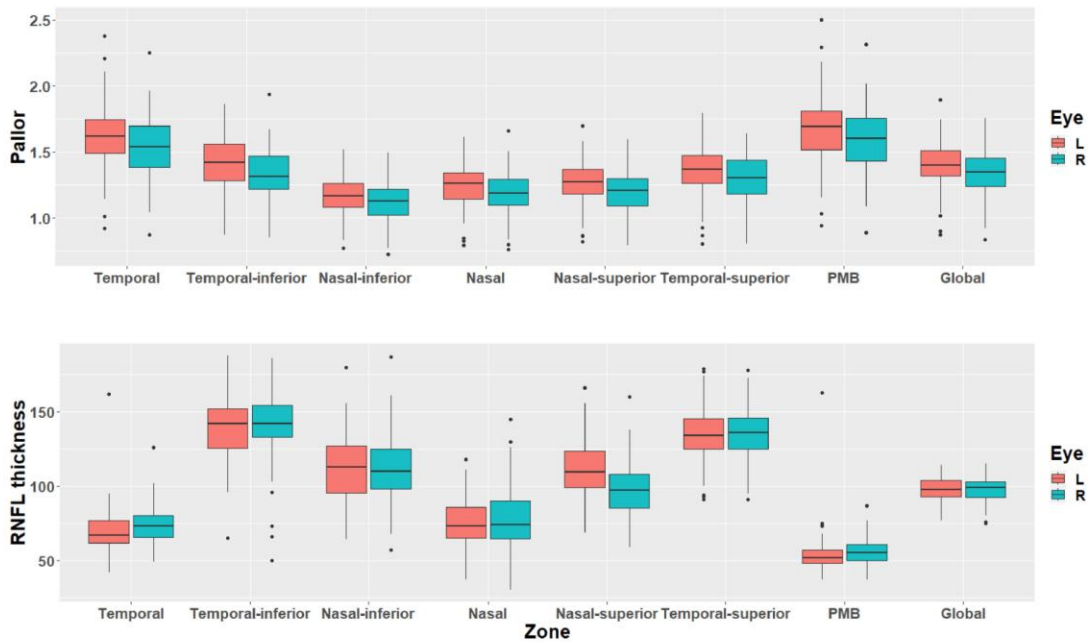 2.5
2.0
1.5
1.0
Pallor
Temporal Temporal-inferior Nasal-inferior Nasal Nasal-superior Temporal-superior PMB Global
Eye
L
R
150
100
50
RNFL thickness
Temporal Temporal-inferior Nasal-inferior Nasal Nasal-superior Temporal-superior PMB Global
Zone
Eye
L
R